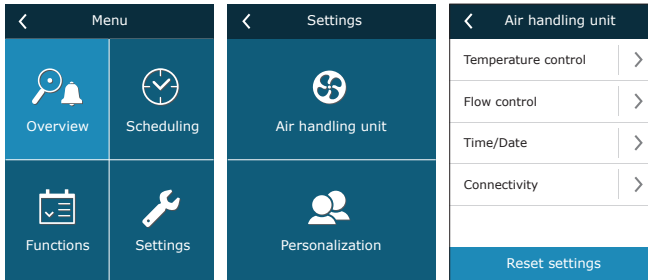 Menu
Overview
Scheduling
Functions
Settings
Settings
Air handling unit
Personalization
Air handling unit
Temperature control
Flow control
Time/Date
Connectivity
Reset settings